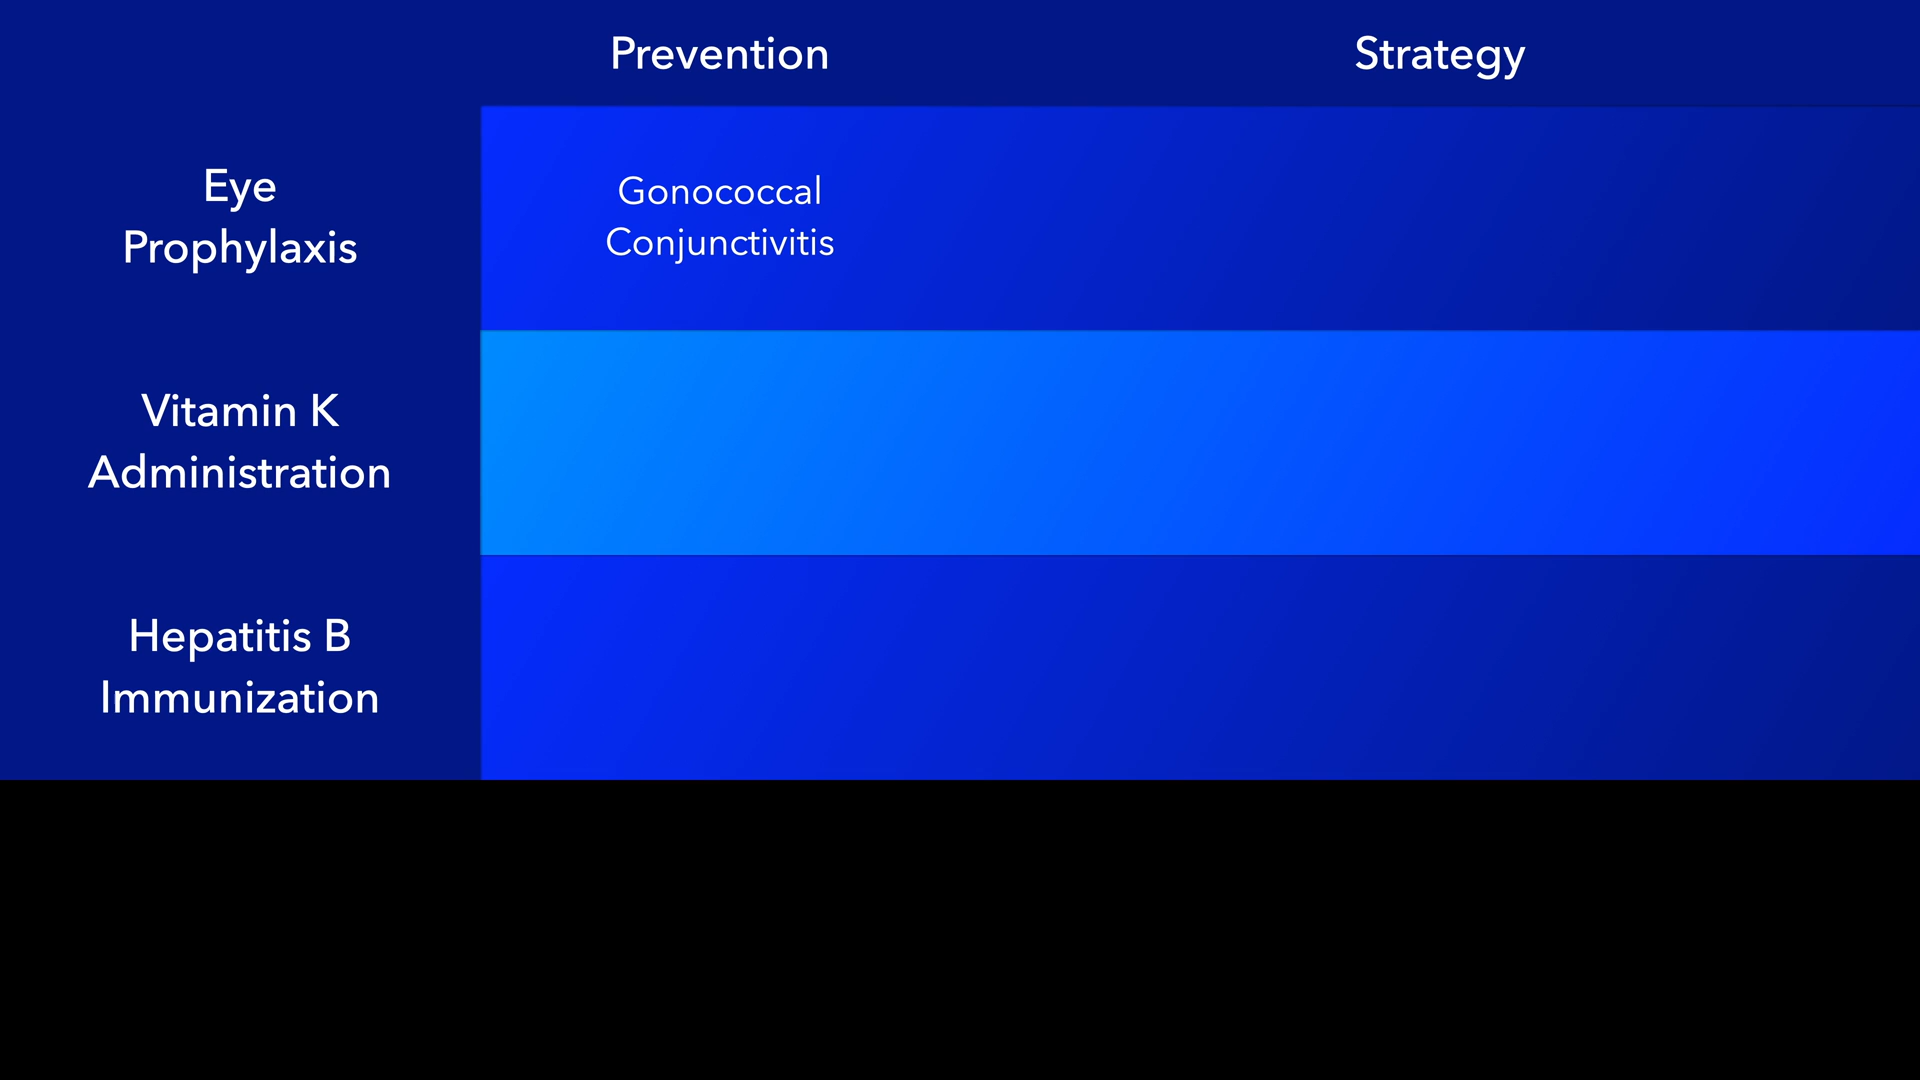 Prevention
Strategy
Eye
Prophylaxis
Gonococcal
Conjunctivitis
Vitamin K
Administration
Hepatitis B
Immunization